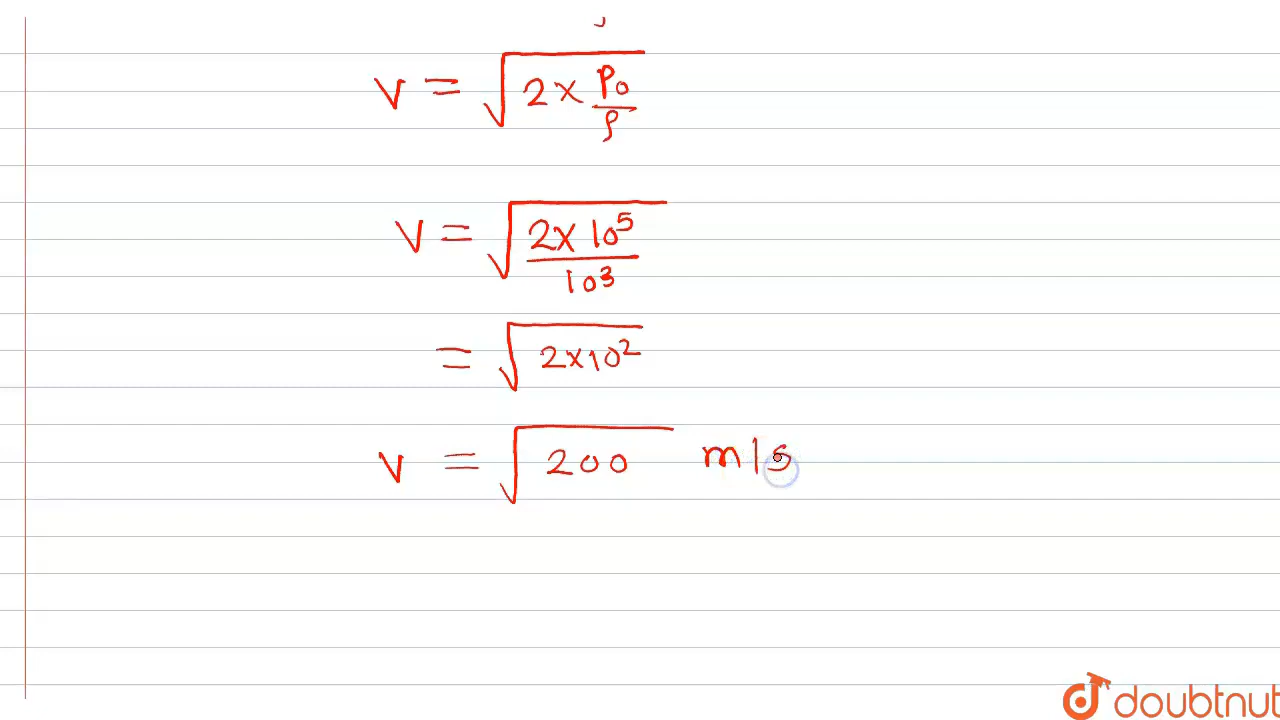 v = √(2 × P₀/ρ)
v = √(2 × 10⁵/10³)
= √(2 × 10²)
v = √200 m/s
doubtnut